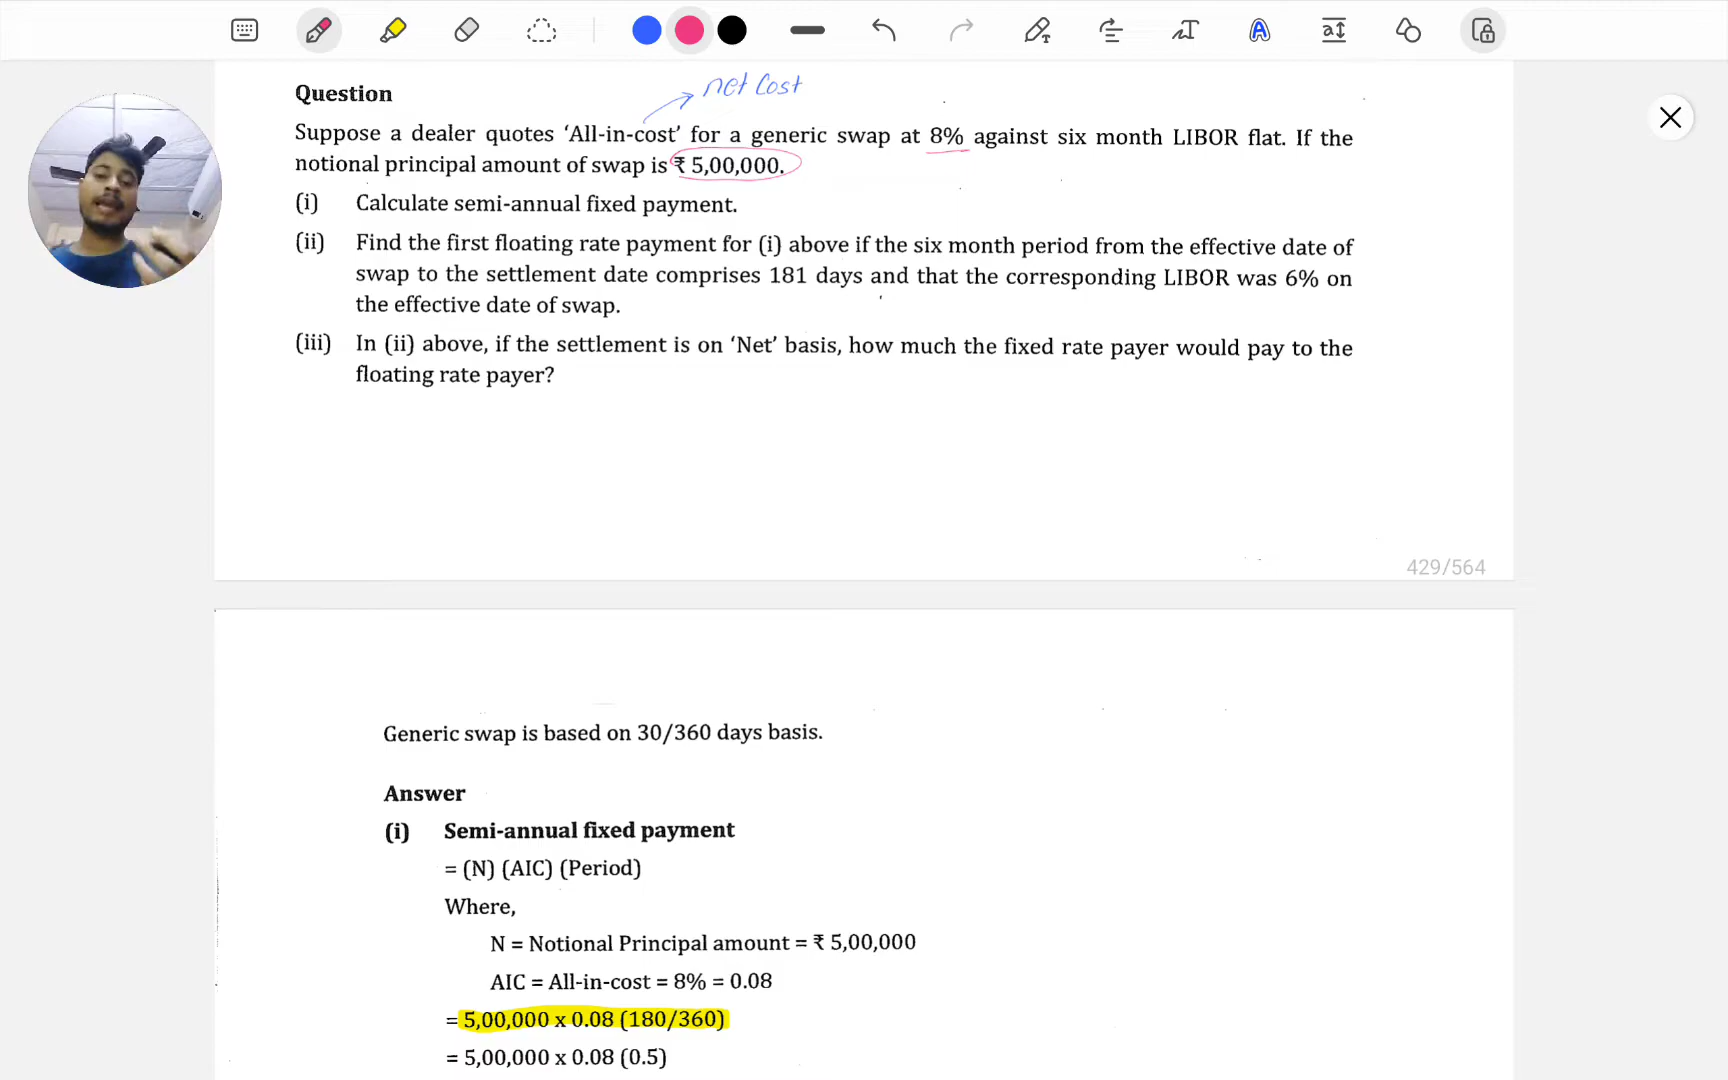 net Cost
Question
Suppose a dealer quotes ‘All-in-cost’ for a generic swap at 8% against six month LIBOR flat. If the
notional principal amount of swap is ₹ 5,00,000.
(i) Calculate semi-annual fixed payment.
(ii) Find the first floating rate payment for (i) above if the six month period from the effective date of
swap to the settlement date comprises 181 days and that the corresponding LIBOR was 6% on
the effective date of swap.
(iii) In (ii) above, if the settlement is on ‘Net’ basis, how much the fixed rate payer would pay to the
floating rate payer?
429/564
Generic swap is based on 30/360 days basis.
Answer
(i) Semi-annual fixed payment
= (N) (AIC) (Period)
Where,
N = Notional Principal amount = ₹ 5,00,000
AIC = All-in-cost = 8% = 0.08
= 5,00,000 x 0.08 (180/360)
= 5,00,000 x 0.08 (0.5)